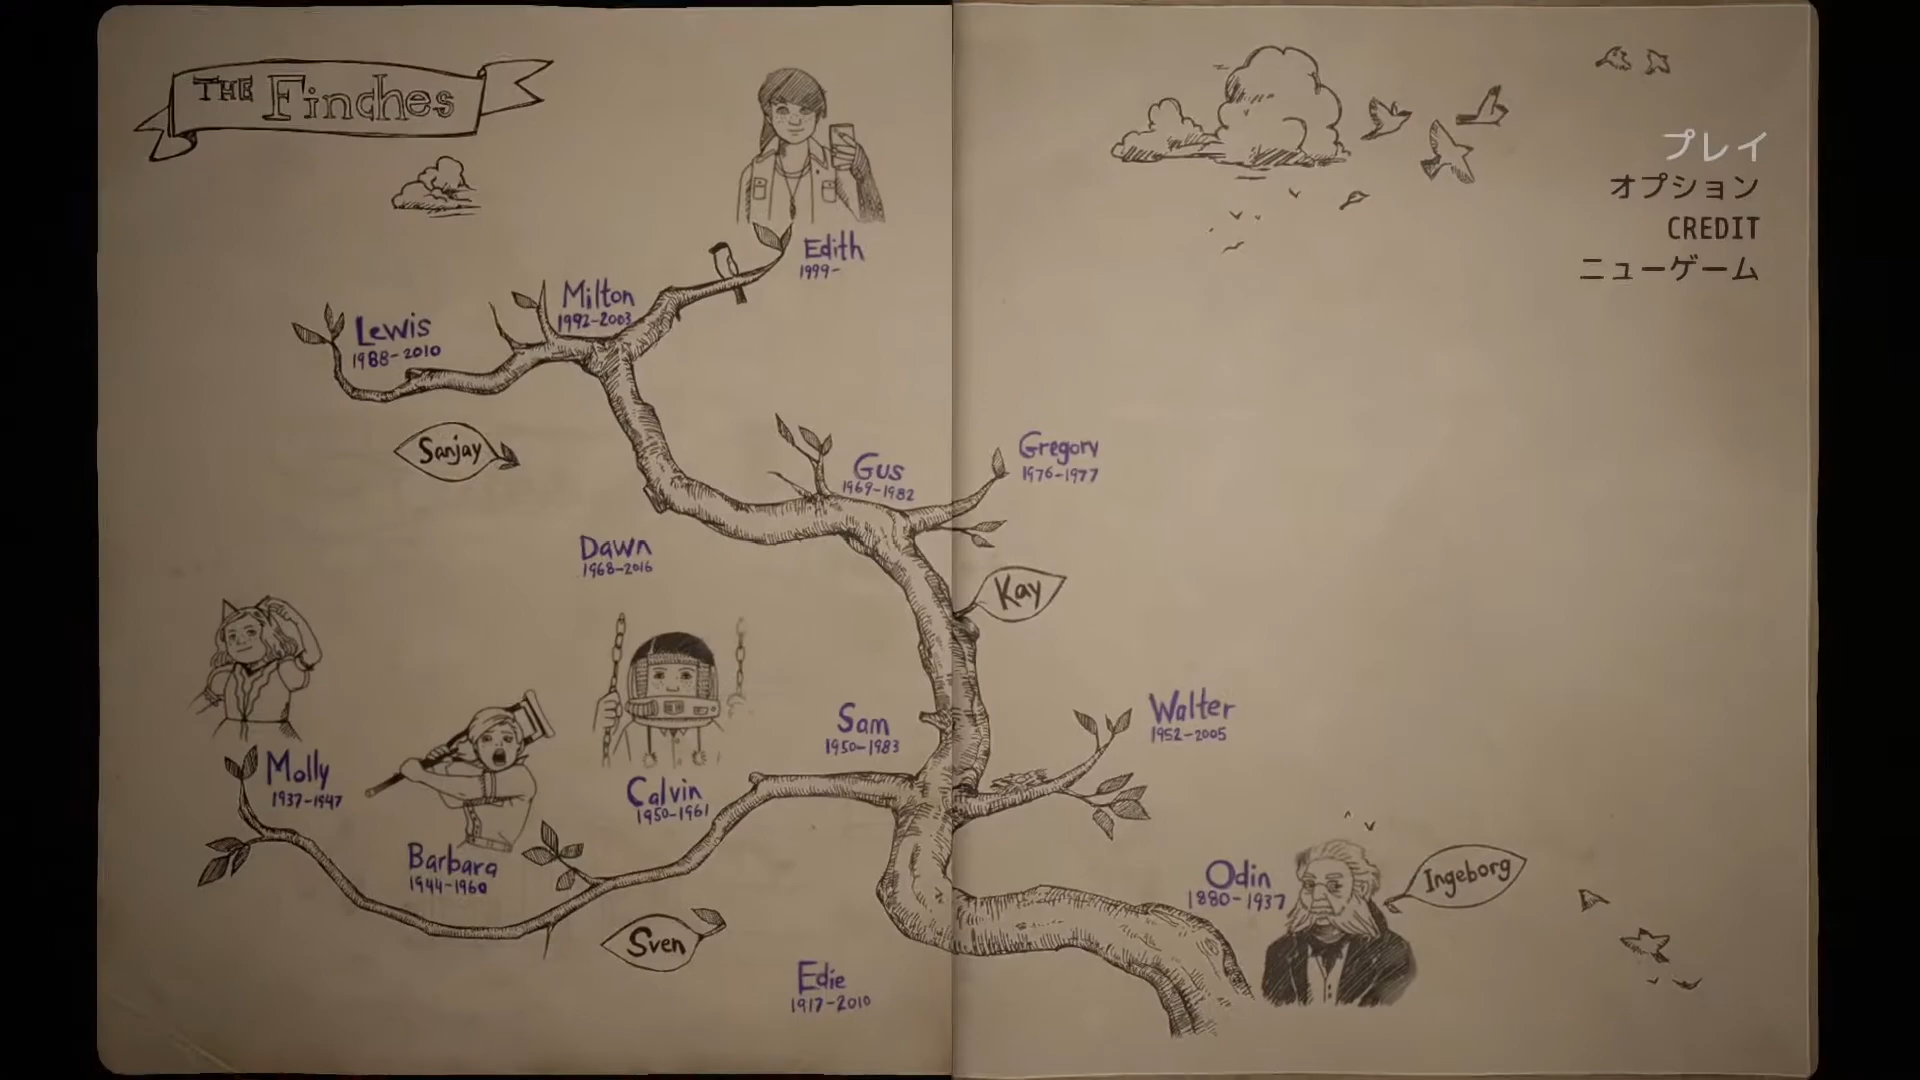 THE Finches
プレイ
オプション
CREDIT
ニューゲーム
Edith
1999-
Milton
1992-2003
Lewis
1988-2010
Sanjay
Gus
1969-1982
Gregory
1976-1977
Dawn
1968-2016
Kay
Sam
1950-1983
Walter
1952-2005
Molly
1937-1947
Calvin
1950-1961
Barbara
1944-1960
Odin
1880-1937
Ingeborg
Sven
Edie
1917-2010